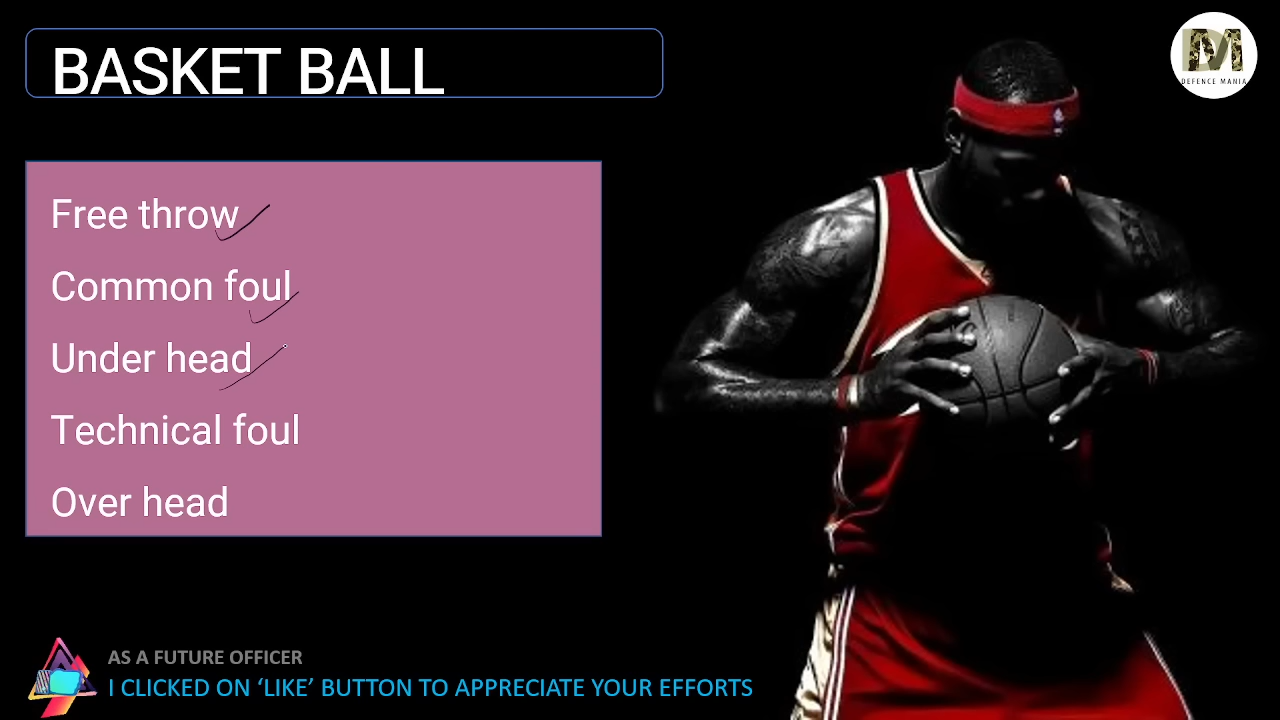 BASKET BALL
DM
DEFENCE MANIA
Free throw
Common foul
Under head
Technical foul
Over head
AS A FUTURE OFFICER
I CLICKED ON ‘LIKE’ BUTTON TO APPRECIATE YOUR EFFORTS